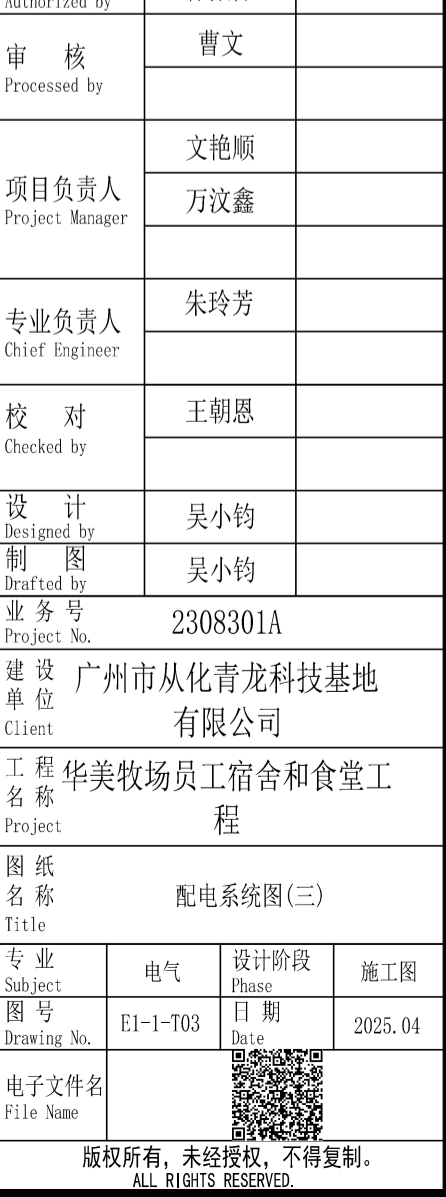 Authorized by
审 核
曹文
Processed by
文艳顺
项目负责人
万汶鑫
Project Manager
朱玲芳
专业负责人
Chief Engineer
校 对
王朝恩
Checked by
设 计
吴小钧
Designed by
制 图
吴小钧
Drafted by
业 务 号
2308301A
Project No.
建 设
单 位
Client
广州市从化青龙科技基地
有限公司
工 程
名 称
Project
华美牧场员工宿舍和食堂工
程
图 纸
名 称
Title
配电系统图(三)
专 业
Subject
电气
设计阶段
Phase
施工图
图 号
Drawing No.
E1-1-T03
日 期
Date
2025.04
电子文件名
File Name
版权所有，未经授权，不得复制。
ALL RIGHTS RESERVED.